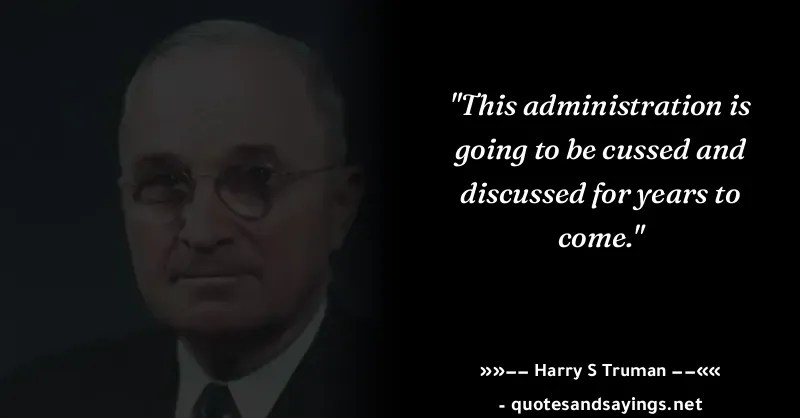 "This administration is
going to be cussed and
discussed for years to
come."
»»−− Harry S Truman −−««
- quotesandsayings.net